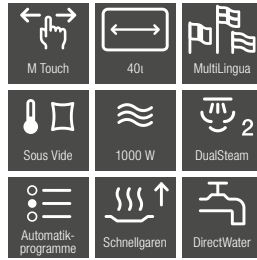 M Touch
40l
MultiLingua
Sous Vide
1000 W
2
DualSteam
Automatik-
programme
Schnellgaren
DirectWater